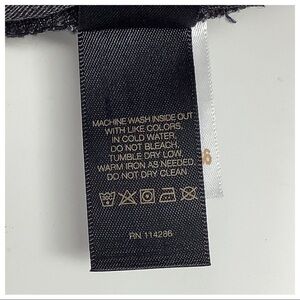 MACHINE WASH INSIDE OUT
WITH LIKE COLORS,
IN COLD WATER,
DO NOT BLEACH,
TUMBLE DRY LOW
WARM IRON AS NEEDED,
DO NOT DRY CLEAN
RN 114286
6